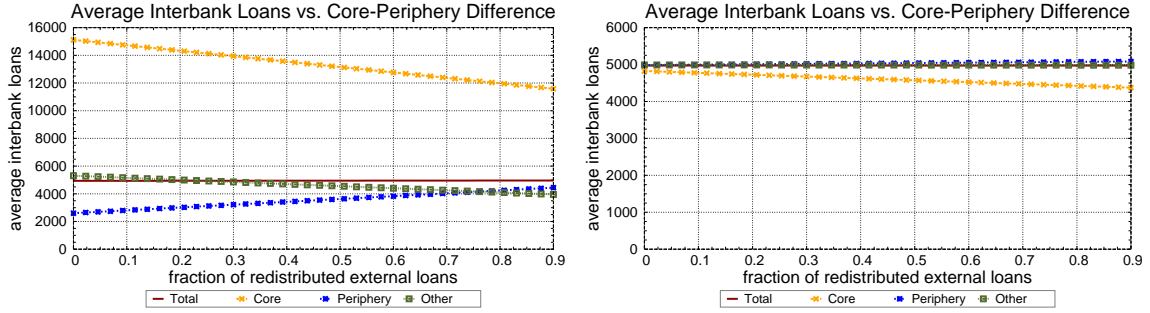 Average Interbank Loans vs. Core-Periphery Difference
16000
14000
12000
10000
8000
6000
4000
2000
0
average interbank loans
0 0.1 0.2 0.3 0.4 0.5 0.6 0.7 0.8 0.9
fraction of redistributed external loans
Total Core Periphery Other
Average Interbank Loans vs. Core-Periphery Difference
6000
5000
4000
3000
2000
1000
0
average interbank loans
0 0.1 0.2 0.3 0.4 0.5 0.6 0.7 0.8 0.9
fraction of redistributed external loans
Total Core Periphery Other